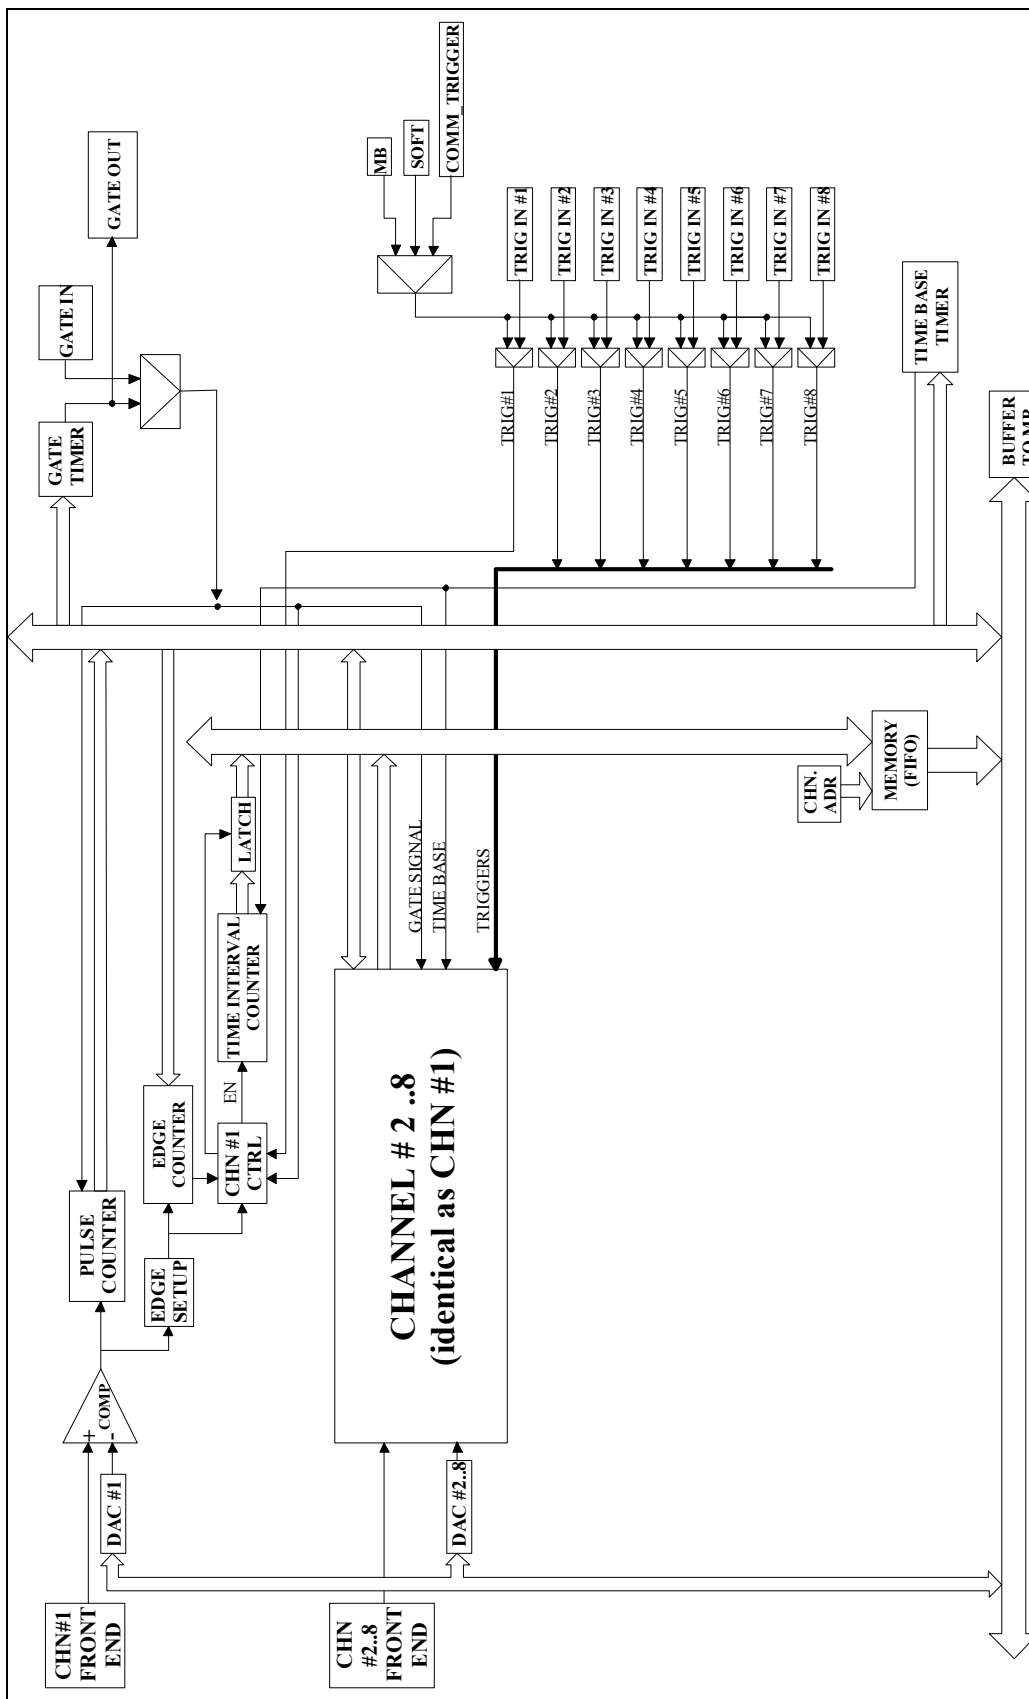 CHN#1
FRONT
END
DAC #1
+
-
COMP
PULSE
COUNTER
EDGE
SETUP
EDGE
COUNTER
CHN #1
CTRL
EN
TIME INTERVAL
COUNTER
LATCH
GATE
TIMER
GATE IN
GATE OUT
CHN
#2..8
FRONT
END
DAC #2..8
CHANNEL # 2 ..8
(identical as CHN #1)
GATE SIGNAL
TIME BASE
TRIGGERS
MB
SOFT
COMM_TRIGGER
TRIG IN #1
TRIG IN #2
TRIG IN #3
TRIG IN #4
TRIG IN #5
TRIG IN #6
TRIG IN #7
TRIG IN #8
TRIG#1
TRIG#2
TRIG#3
TRIG#4
TRIG#5
TRIG#6
TRIG#7
TRIG#8
CHN.
ADR
MEMORY
(FIFO)
TIME BASE
TIMER
BUFFER
TO MB